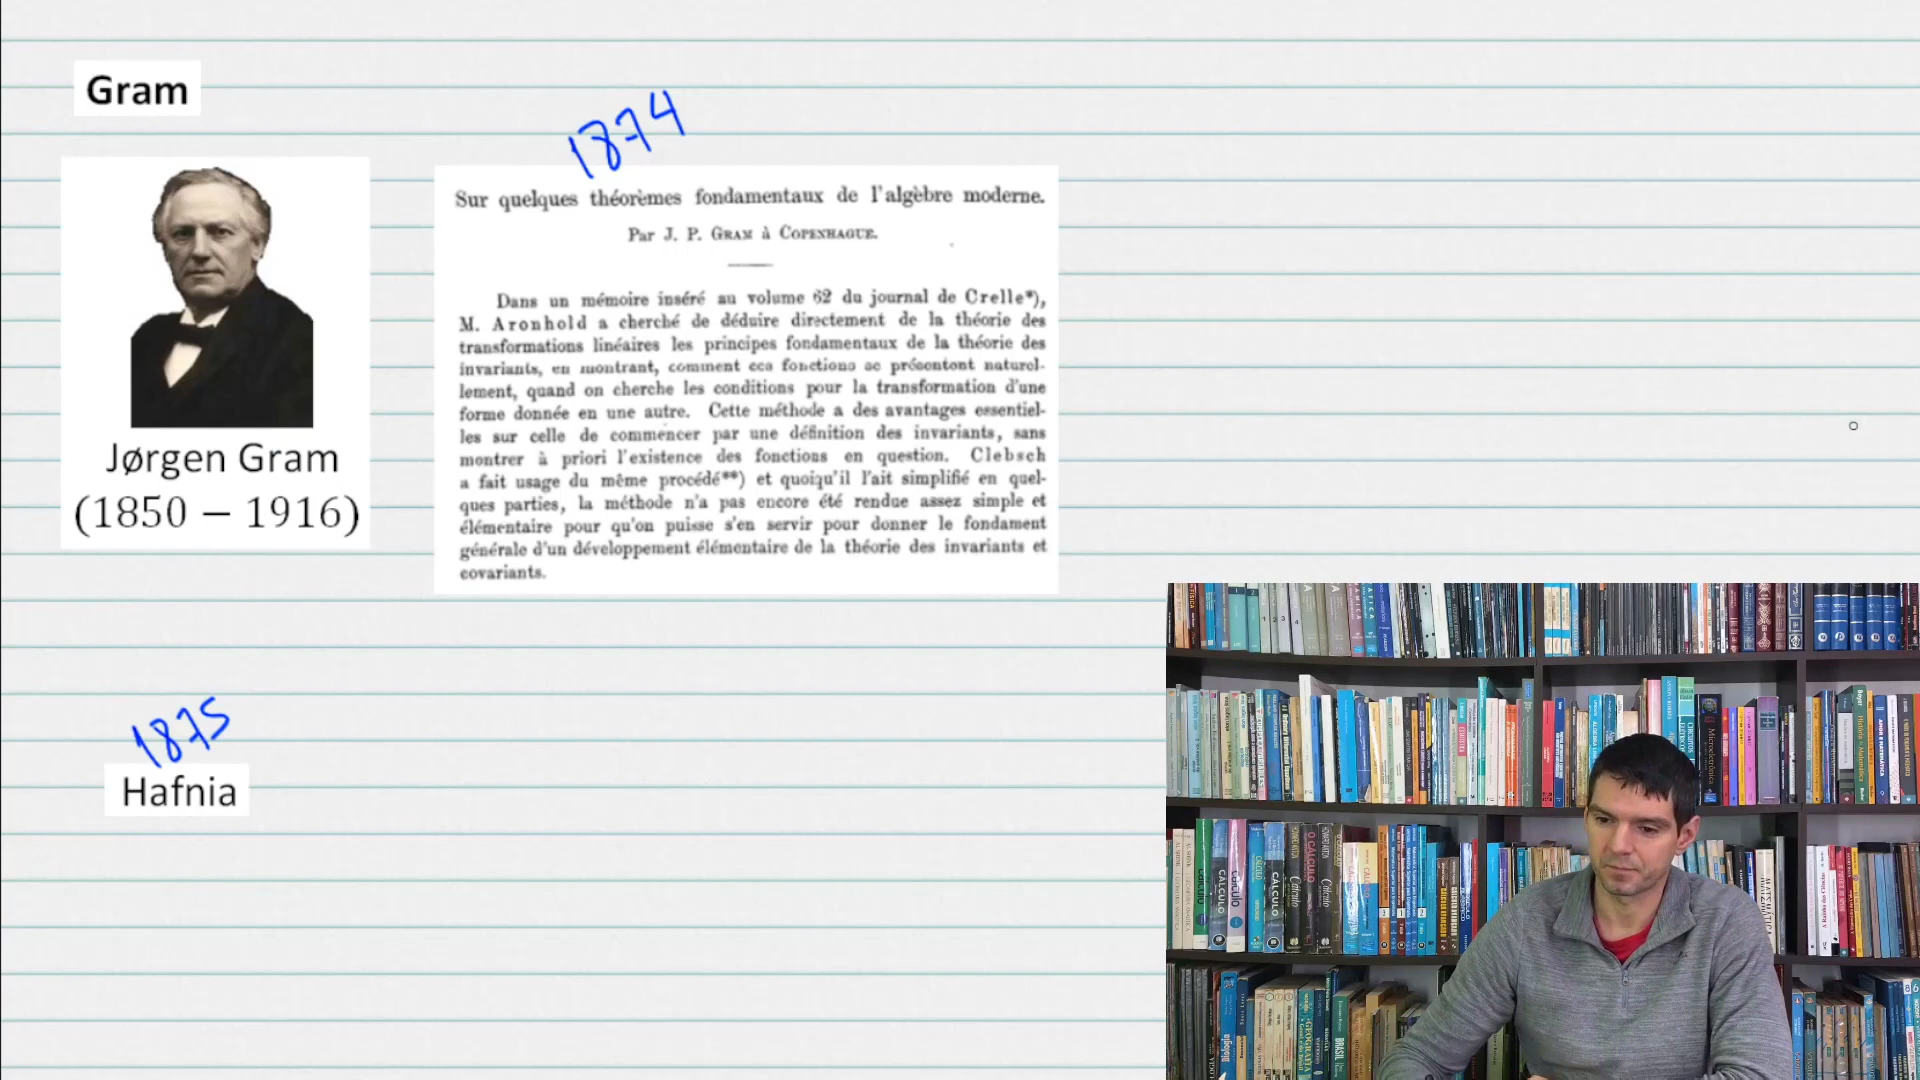 Gram
1874
Sur quelques théorèmes fondamentaux de l'algèbre moderne.
Par J. P. GRAM à COPENHAGUE.
Dans un mémoire inséré au volume 62 du journal de Crelle*),
M. Aronhold a cherché de déduire directement de la théorie des
transformations linéaires les principes fondamentaux de la théorie des
invariants, en montrant, comment ces fonctions se présentent naturel-
lement, quand on cherche les conditions pour la transformation d'une
forme donnée en une autre. Cette méthode a des avantages essentiel-
les sur celle de commencer par une définition des invariants, sans
montrer à priori l'existence des fonctions en question. Clebsch
a fait usage du même procédé**) et quoiqu'il l'ait simplifié en quel-
ques parties, la méthode n'a pas encore été rendue assez simple et
élémentaire pour qu'on puisse s'en servir pour donner le fondament
générale d'un développement élémentaire de la théorie des invariants et
covariants.
Jørgen Gram
(1850 – 1916)
1875
Hafnia
CÁLCULO
CÁLCULO
O CÁLCULO
Cálculo
Cálculo
Microeletrônica
BRASIL